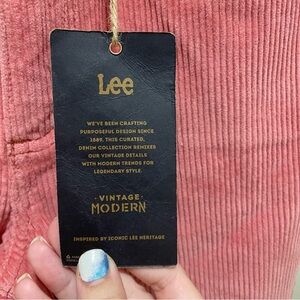 Lee
WE'VE BEEN CRAFTING
PURPOSEFUL DESIGN SINCE
1889. THIS CURATED,
DENIM COLLECTION REMIXES
OUR VINTAGE DETAILS
WITH MODERN TRENDS FOR
LEGENDARY STYLE
- VINTAGE -
MODERN
INSPIRED BY ICONIC LEE HERITAGE